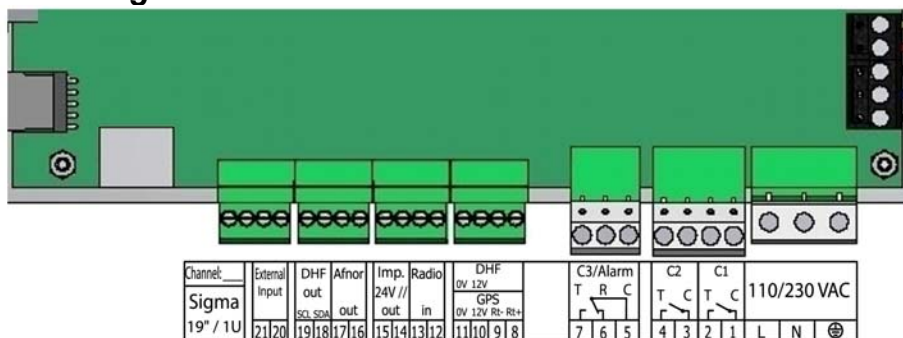 g
Channel:___
Sigma
19" / 1U
External
Input
21 20
DHF
out
SCL SDA
19 18
Afnor
out
17 16
Imp.
24V //
out
15 14
Radio
in
13 12
DHF
0V 12V
GPS
0V 12V Rt- Rt+
11 10 9 8
C3/Alarm
T R C
7 6 5
C2
T C
4 3
C1
T C
2 1
110/230 VAC
L N